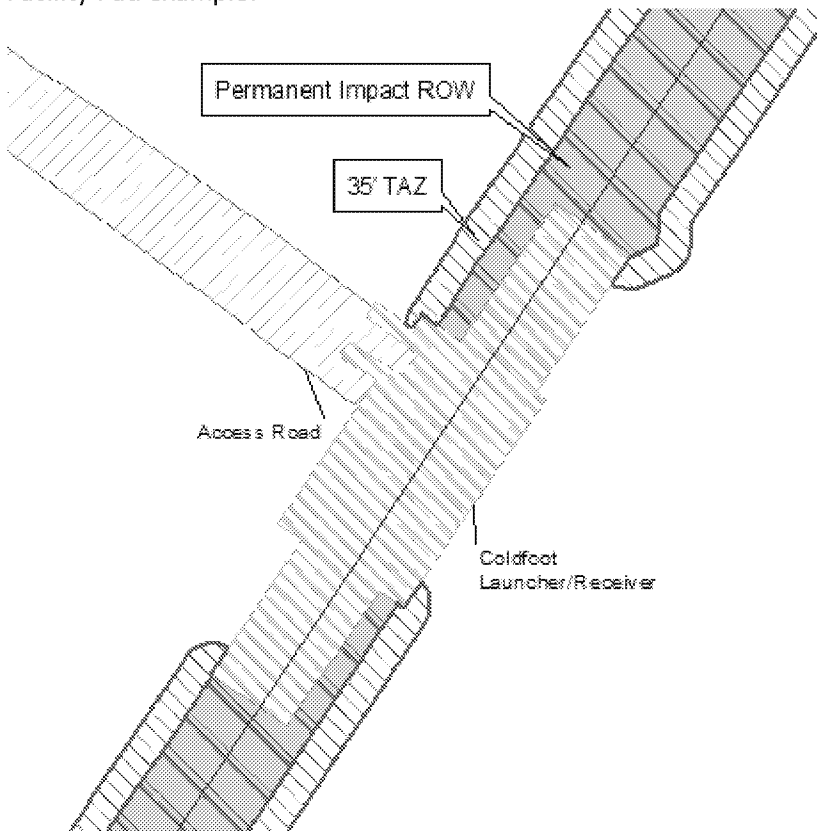 Permanent Impact ROW
35' TAZ
Access Road
Coldfoot
Launcher/Receiver